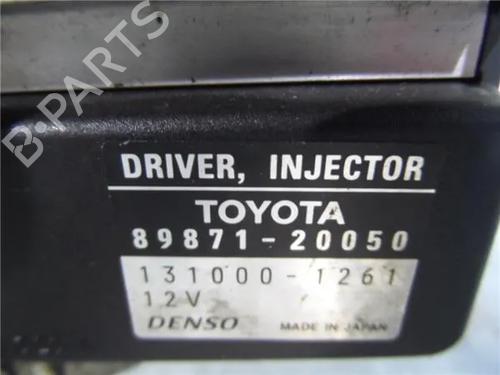 B-PARTS
DRIVER, INJECTOR
TOYOTA
89871-20050
131000-1261
12V
DENSO MADE IN JAPAN